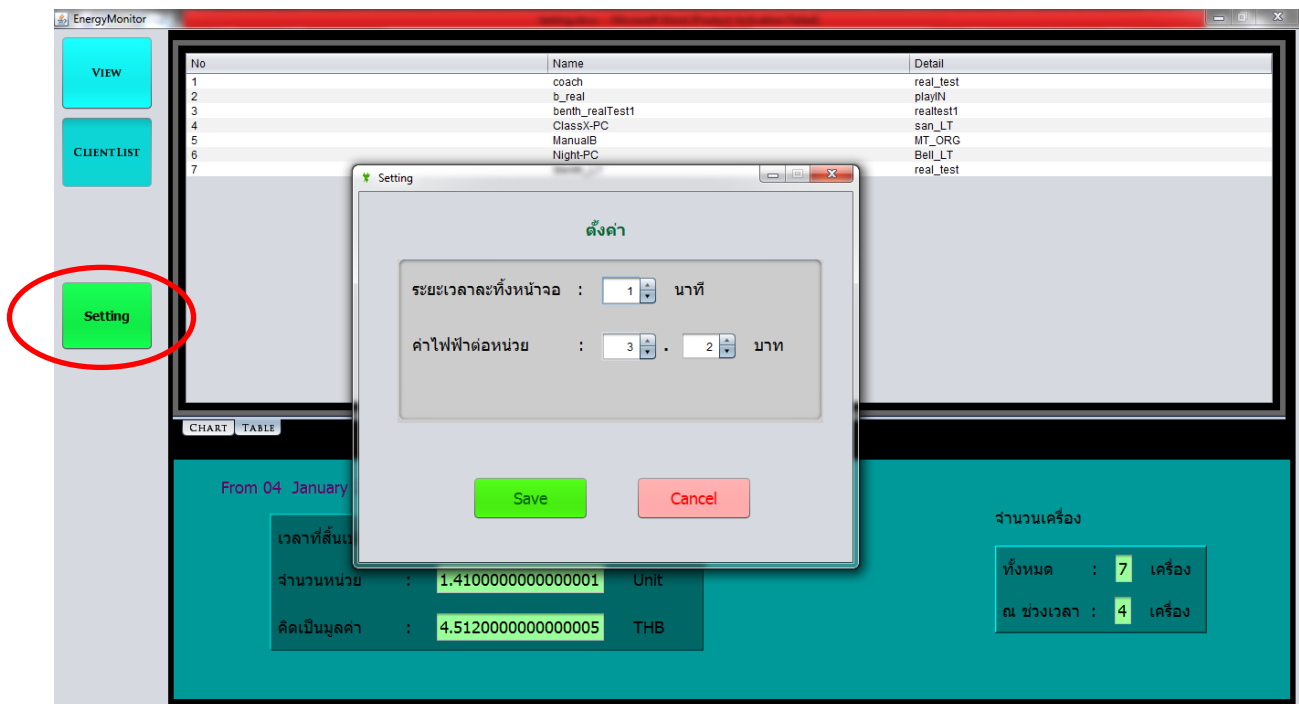 EnergyMonitor
VIEW
CLIENTLIST
Setting
No Name Detail
1 coach real_test
2 b_real playIN
3 benth_realTest1 realtest1
4 ClassX-PC san_LT
5 ManualB MT_ORG
6 Night-PC Bell_LT
7 real_test
Setting
ตั้งค่า
ระยะเวลาละทิ้งหน้าจอ : 1 นาที
ค่าไฟฟ้าต่อหน่วย : 3 . 2 บาท
Save Cancel
CHART TABLE
From 04 January
เวลาที่สิ้น
จำนวนหน่วย : 1.4100000000000001 Unit
คิดเป็นมูลค่า : 4.5120000000000005 THB
จำนวนเครื่อง
ทั้งหมด : 7 เครื่อง
ณ ช่วงเวลา : 4 เครื่อง